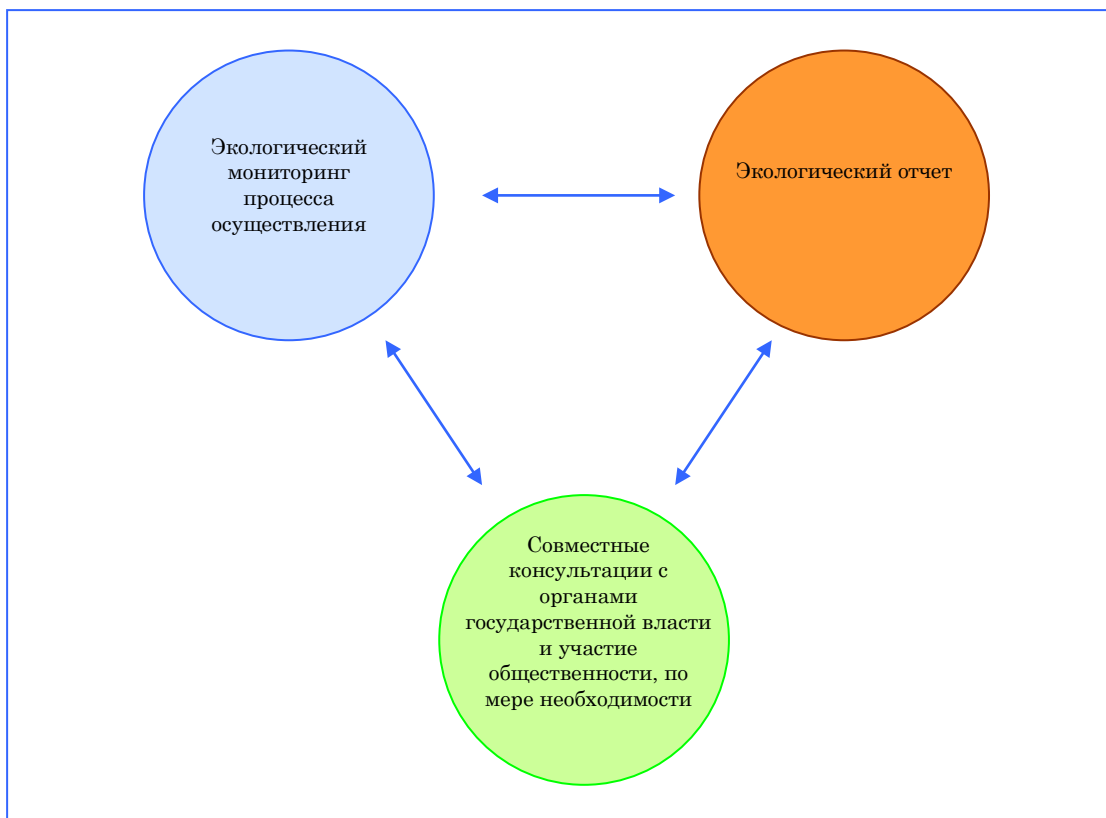 Экологический
мониторинг
процесса
осуществления
Экологический отчет
Совместные
консультации с
органами
государственной власти
и участие
общественности, по
мере необходимости